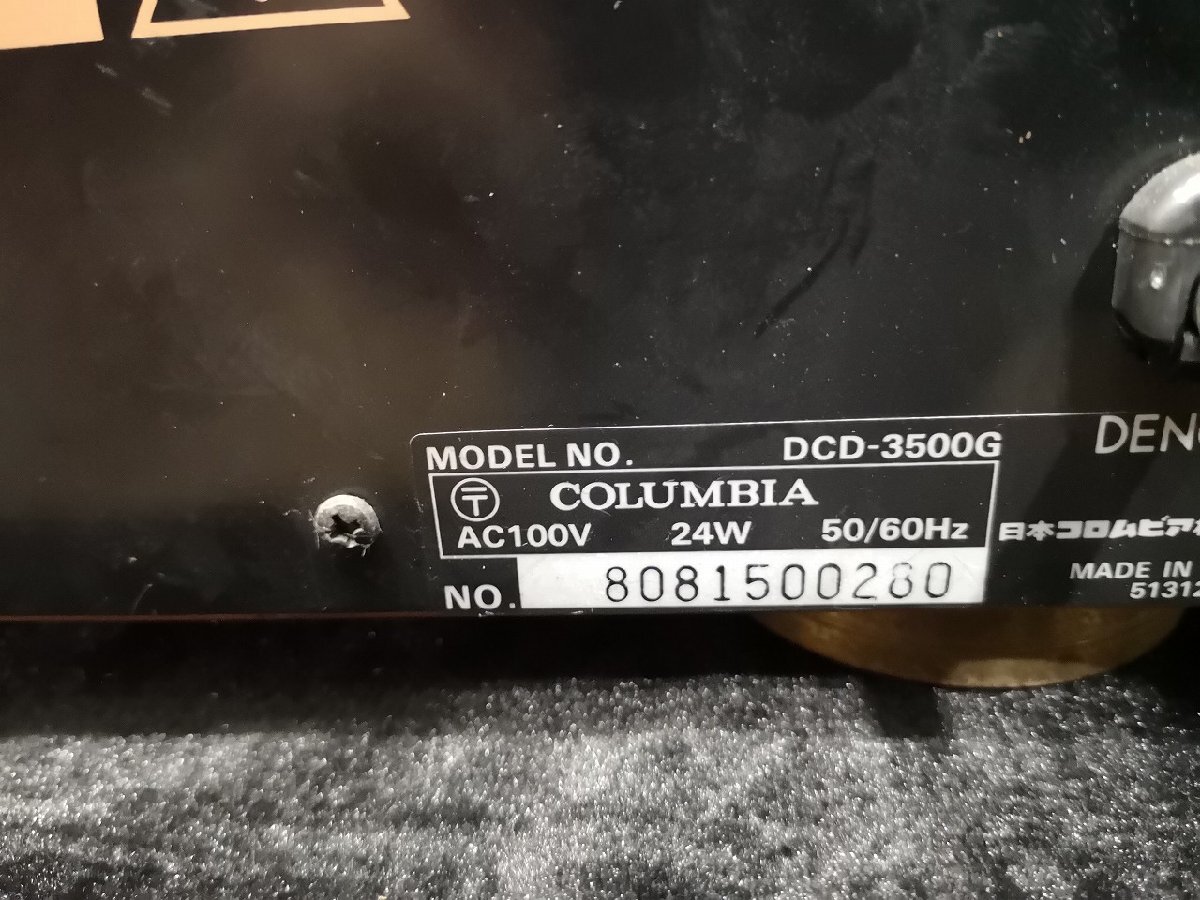 MODEL NO. DCD-3500G
〒 COLUMBIA
AC100V 24W 50/60Hz
NO. 8081500280
DEN
日本コロムビア
MADE IN
5131